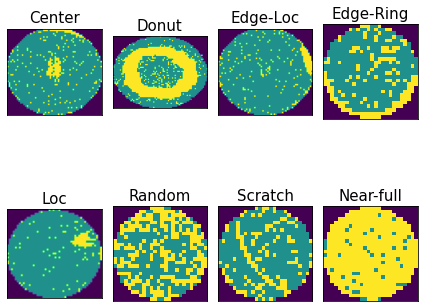 Center
Donut
Edge-Loc
Edge-Ring
Loc
Random
Scratch
Near-full